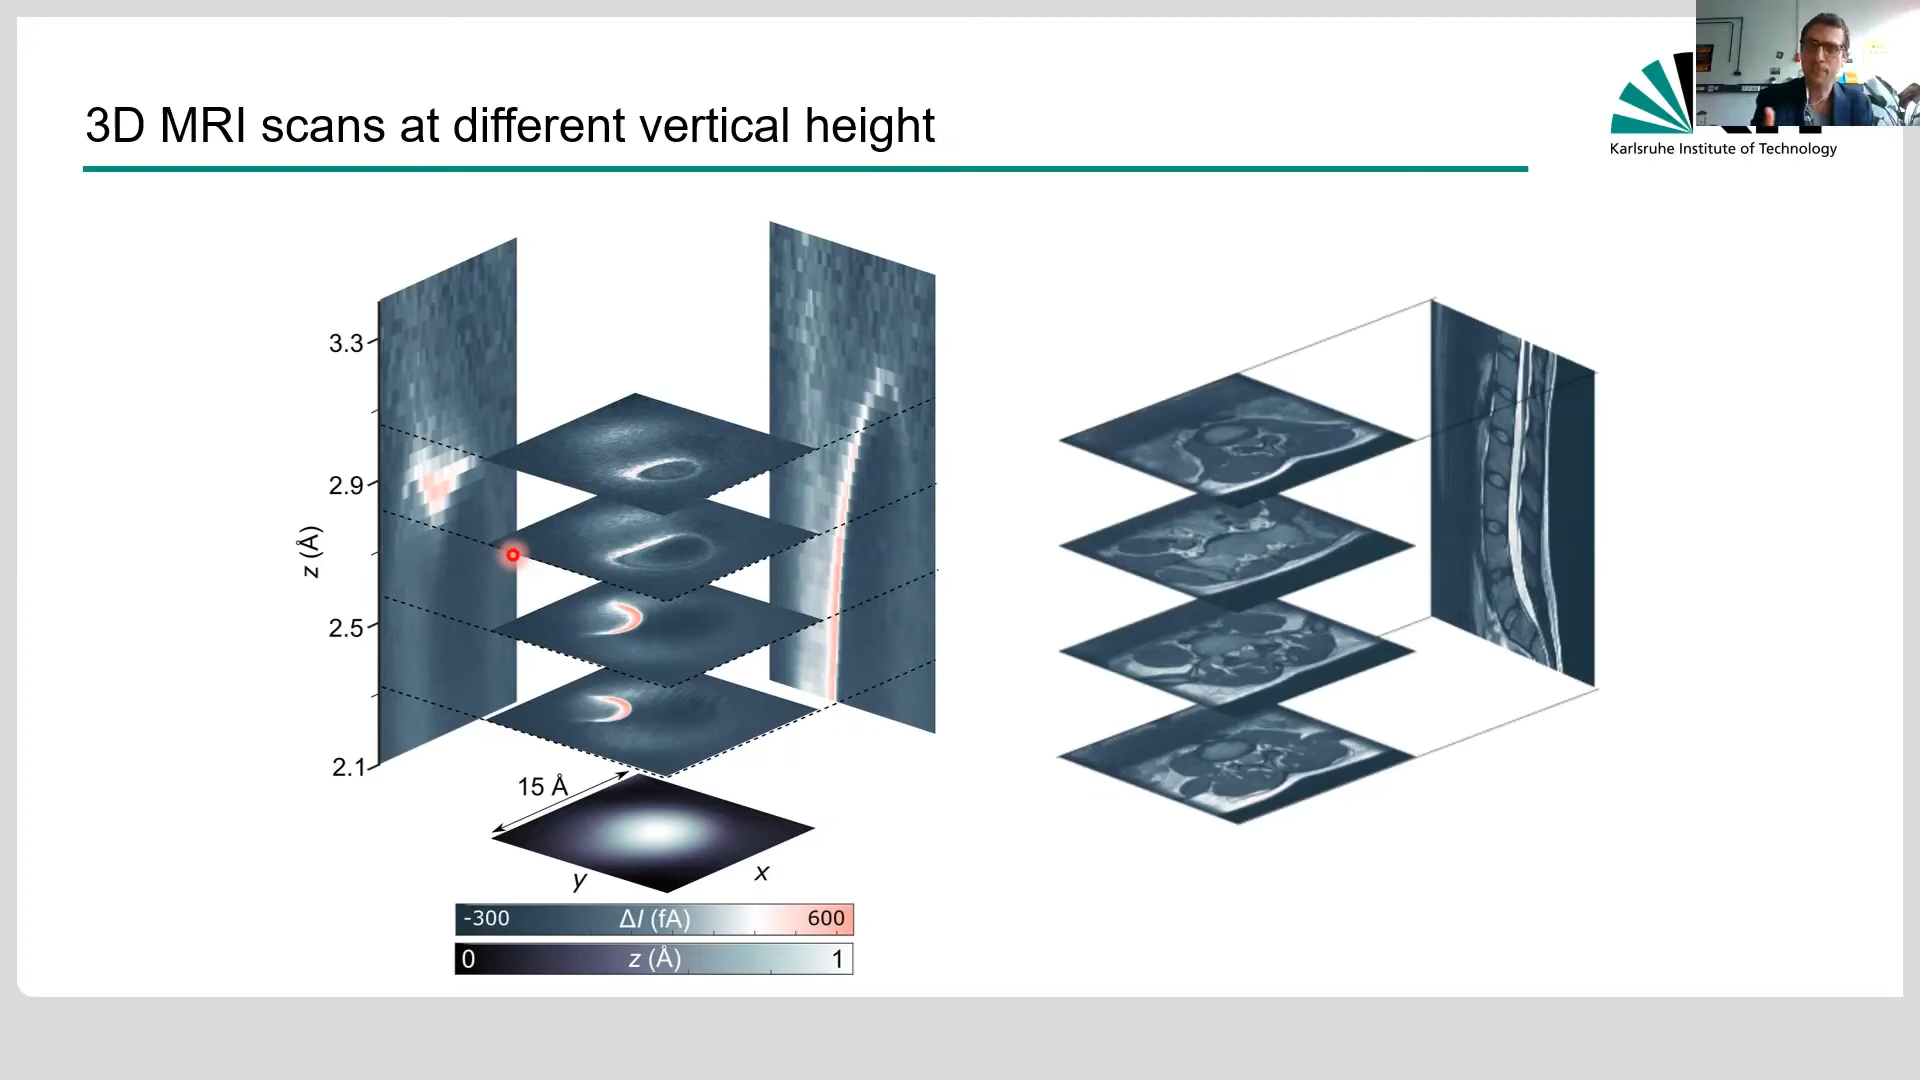 3D MRI scans at different vertical height
Karlsruhe Institute of Technology
3.3
2.9
2.5
2.1
z (Å)
15 Å
y
x
-300 ΔI (fA) 600
0 z (Å) 1